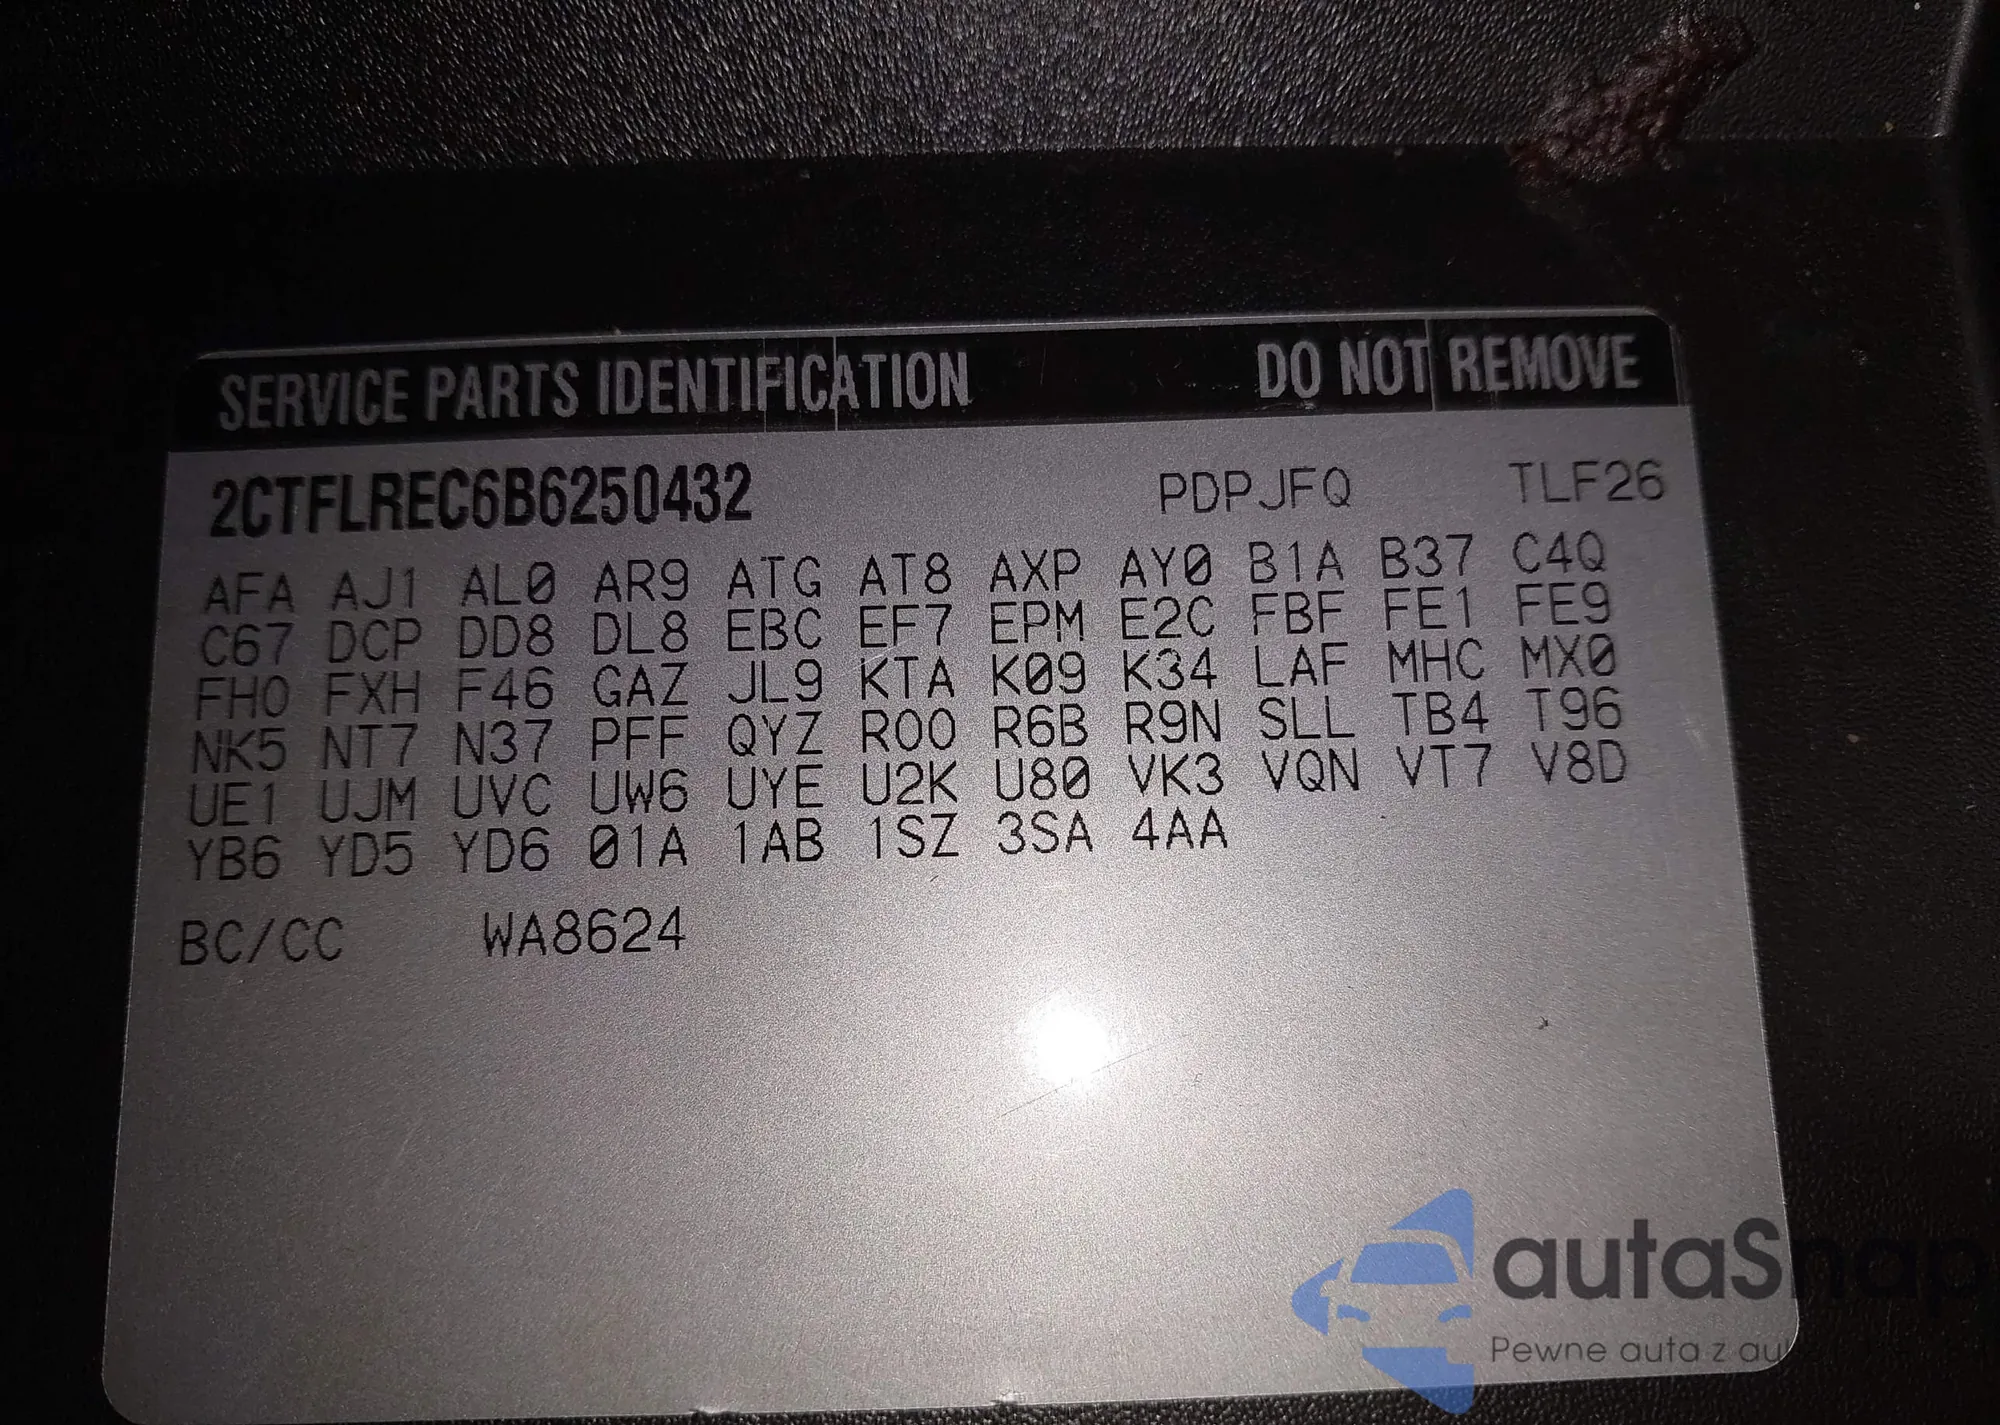 SERVICE PARTS IDENTIFICATION DO NOT REMOVE
2CTFLREC6B6250432 PDPJFQ TLF26
AFA AJ1 AL0 AR9 ATG AT8 AXP AY0 B1A B37 C4Q
C67 DCP DD8 DL8 EBC EF7 EPM E2C FBF FE1 FE9
FHO FXH F46 GAZ JL9 KTA K09 K34 LAF MHC MX0
NK5 NT7 N37 PFF QYZ ROO R6B R9N SLL TB4 T96
UE1 UJM UVC UW6 UYE U2K U80 VK3 VQN VT7 V8D
YB6 YD5 YD6 01A 1AB 1SZ 3SA 4AA
BC/CC WA8624
autaSnap
Pewne auta z